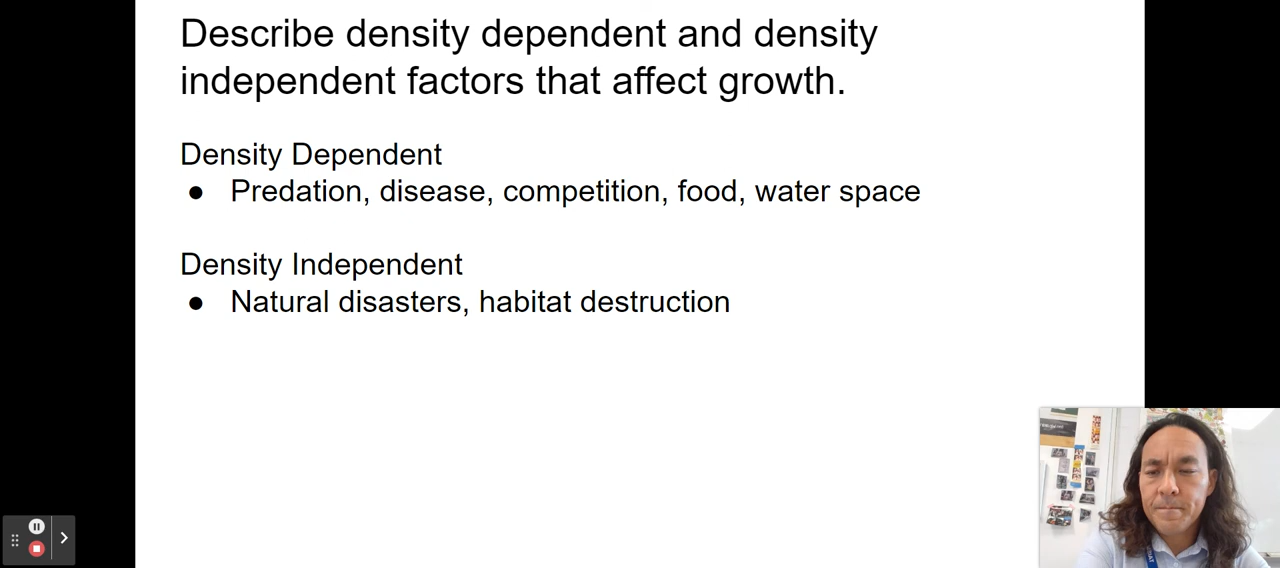 Describe density dependent and density
independent factors that affect growth.
Density Dependent
● Predation, disease, competition, food, water space
Density Independent
● Natural disasters, habitat destruction